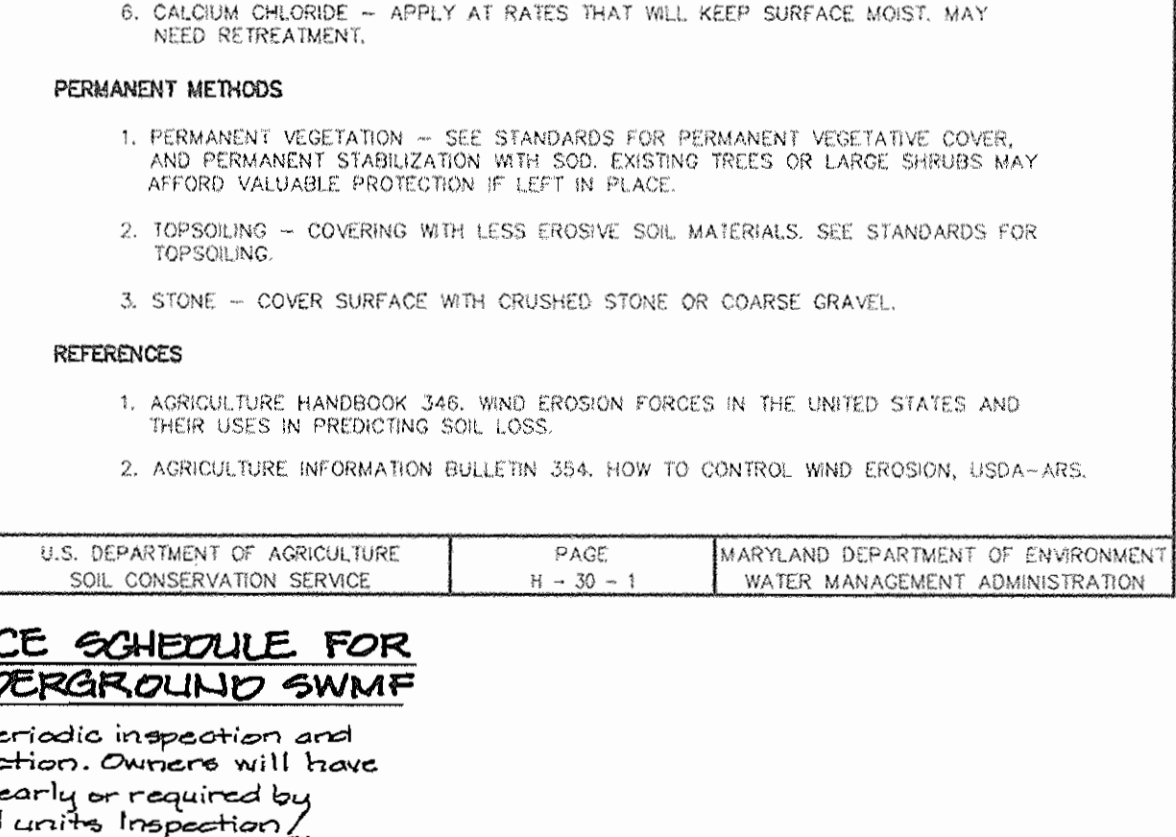 6. CALCIUM CHLORIDE – APPLY AT RATES THAT WILL KEEP SURFACE MOIST. MAY
NEED RETREATMENT.
PERMANENT METHODS
1. PERMANENT VEGETATION – SEE STANDARDS FOR PERMANENT VEGETATIVE COVER,
AND PERMANENT STABILIZATION WITH SOD. EXISTING TREES OR LARGE SHRUBS MAY
AFFORD VALUABLE PROTECTION IF LEFT IN PLACE.
2. TOPSOILING – COVERING WITH LESS EROSIVE SOIL MATERIALS. SEE STANDARDS FOR
TOPSOILING.
3. STONE – COVER SURFACE WITH CRUSHED STONE OR COARSE GRAVEL.
REFERENCES
1. AGRICULTURE HANDBOOK 346. WIND EROSION FORCES IN THE UNITED STATES AND
THEIR USES IN PREDICTING SOIL LOSS.
2. AGRICULTURE INFORMATION BULLETIN 354. HOW TO CONTROL WIND EROSION, USDA-ARS.
U.S. DEPARTMENT OF AGRICULTURE
SOIL CONSERVATION SERVICE
PAGE
H – 30 – 1
MARYLAND DEPARTMENT OF ENVIRONMENT
WATER MANAGEMENT ADMINISTRATION
CE SCHEDULE FOR
DERGROUND SWMF
eriodic inspection and
ction. Owners will have
early or required by
units Inspection/